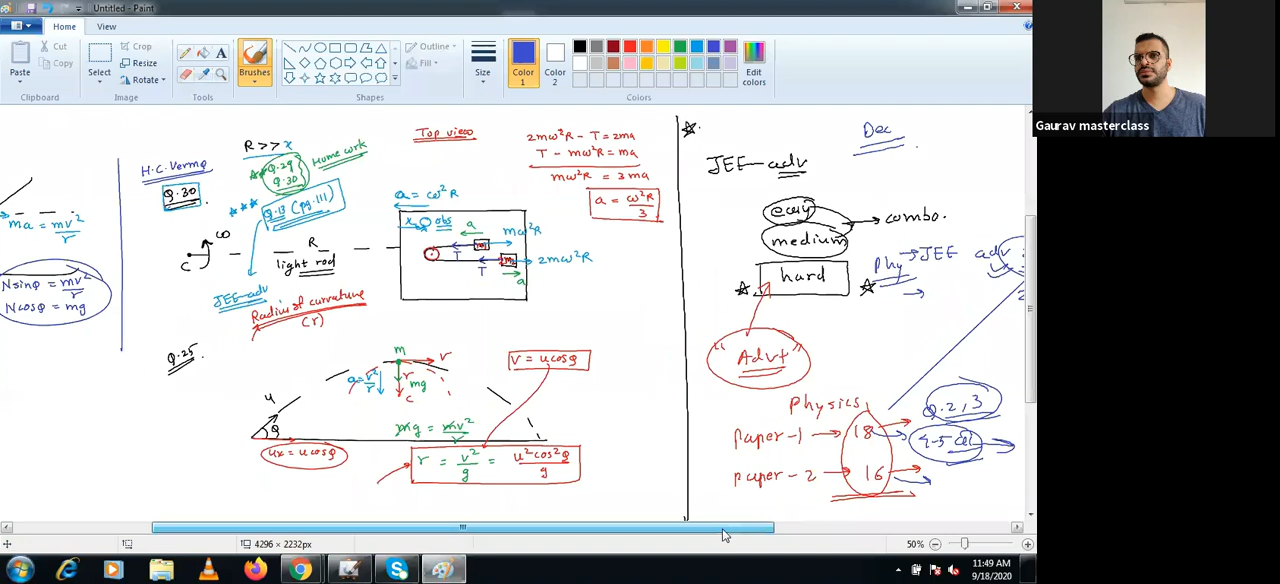 Untitled - Paint
Home
View
Paste
Cut
Copy
Clipboard
Select
Crop
Resize
Rotate
Image
Tools
Brushes
Shapes
Outline
Fill
Size
Color
1
Color
2
Colors
Edit
colors
Gaurav masterclass
ma = mv²/r
Nsinθ = mv²/r
Ncosθ = mg
H.C. Verma
Q.30
R >> x
Q.29
Q.30
Home work
Q.13 (pg.111)
ω
C
R
light rod
JEE-adv
Radius of curvature
(r)
Top view
a = ω²R
x
obs
a
mω²R
m
T
2mω²R
T
a
2mω²R - T = 2ma
T - mω²R = ma
mω²R = 3ma
a = ω²R/3
Q.25
u
θ
ux = u cosθ
m
v
a = v²/r
r
mg
c
V = u cosθ
mg = mv²/r
r = v²/g = u²cos²θ/g
Dec
JEE-adv
easy
medium
combo.
hard
Phy → JEE adv
"Advt"
Physics
paper-1 → 18
Q.2,3
4-5
paper-2 → 16
4296 × 2232px
50%
11:49 AM
9/18/2020